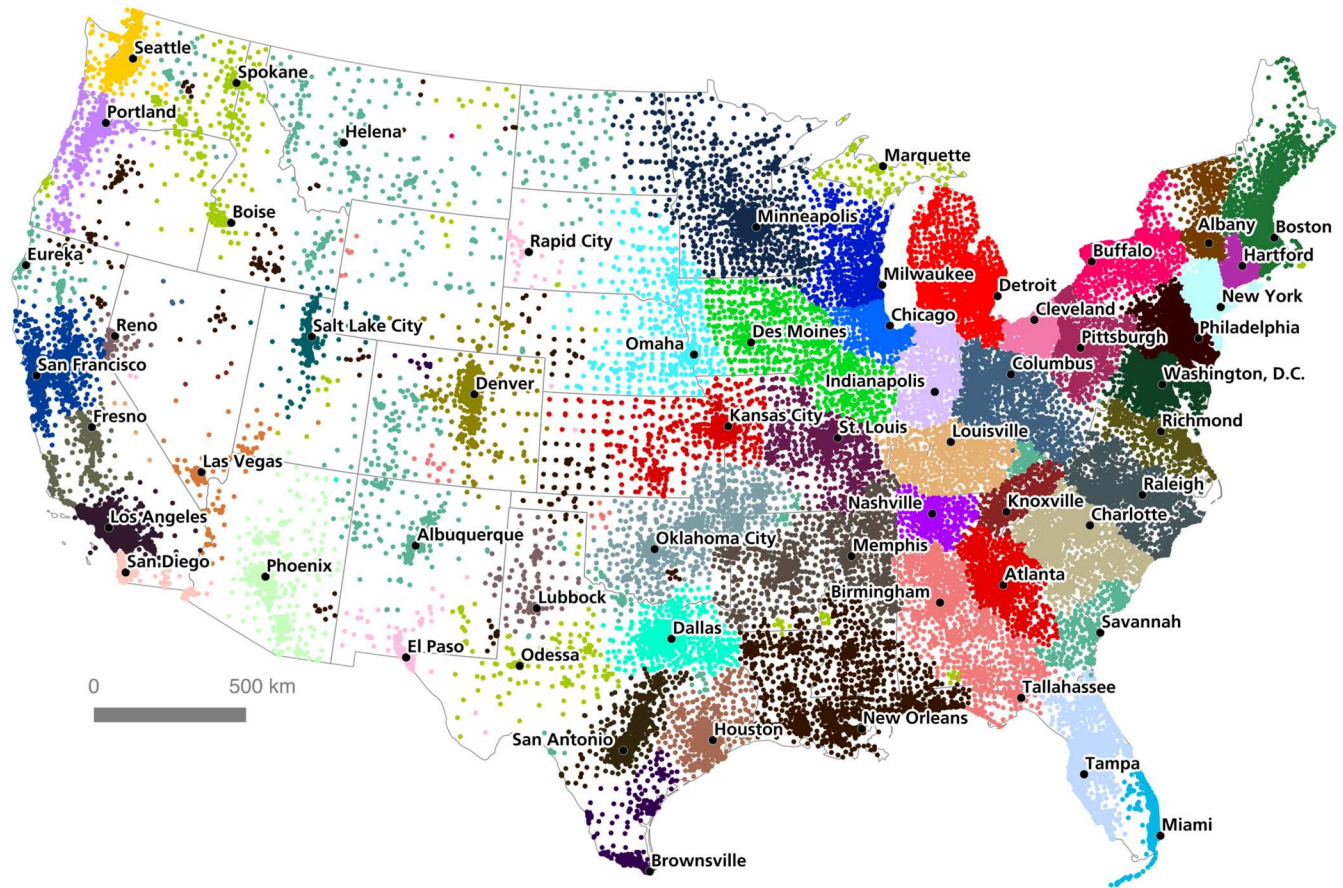 Seattle
Spokane
Portland
Helena
Marquette
Boise
Minneapolis
Albany
Boston
Rapid City
Buffalo
Hartford
Eureka
Milwaukee
Detroit
New York
Reno
Salt Lake City
Des Moines
Chicago
Cleveland
Philadelphia
Omaha
Pittsburgh
San Francisco
Denver
Indianapolis
Columbus
Washington, D.C.
Fresno
Kansas City
St. Louis
Louisville
Richmond
Las Vegas
Nashville
Knoxville
Raleigh
Los Angeles
Albuquerque
Oklahoma City
Memphis
Charlotte
San Diego
Phoenix
Lubbock
Birmingham
Atlanta
El Paso
Odessa
Dallas
Savannah
0 500 km
Tallahassee
San Antonio
Houston
New Orleans
Tampa
Miami
Brownsville